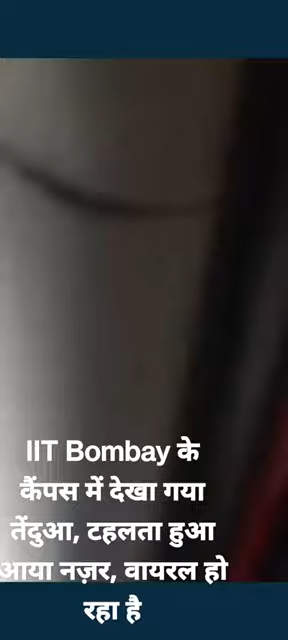 IIT Bombay के
कैंपस में देखा गया
तेंदुआ, टहलता हुआ
आया नज़र, वायरल हो
रहा है